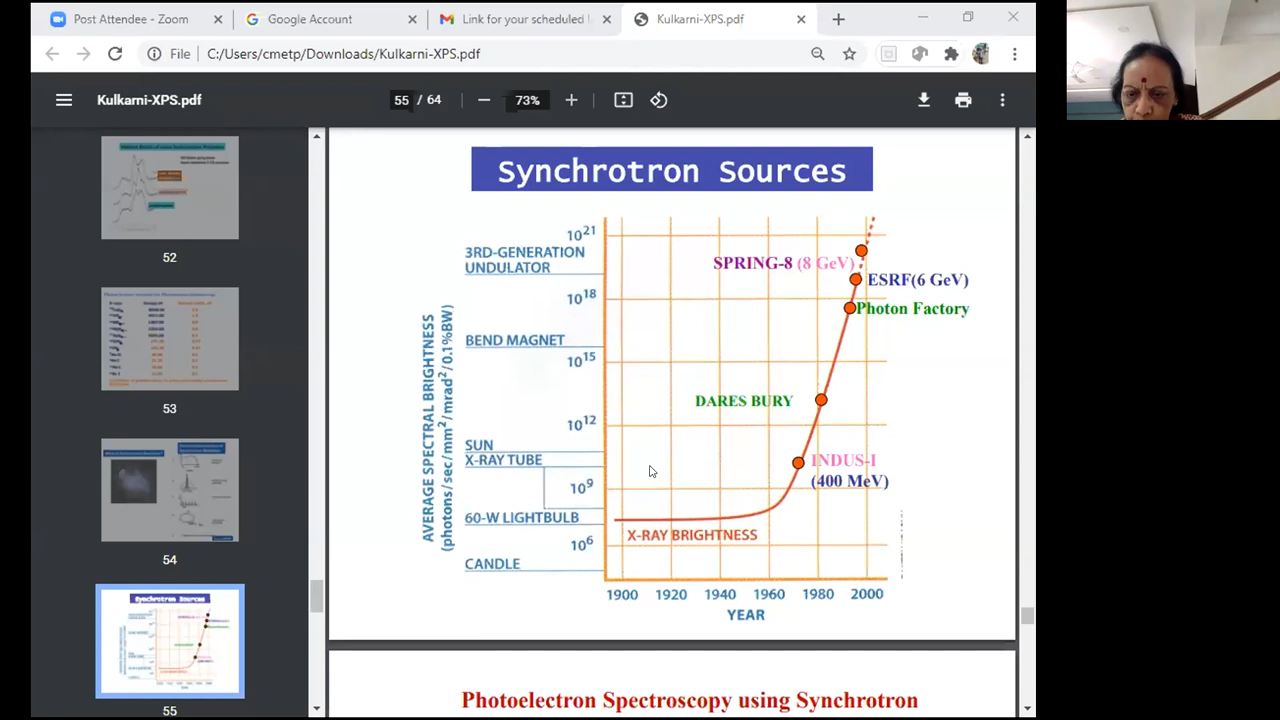 Post Attendee - Zoom
Google Account
Link for your scheduled
Kulkarni-XPS.pdf
File
C:/Users/cmetp/Downloads/Kulkarni-XPS.pdf
Kulkarni-XPS.pdf
55 / 64
73%
52
53
54
55
Synchrotron Sources
AVERAGE SPECTRAL BRIGHTNESS
(photons/sec/mm²/mrad²/0.1%BW)
10²¹
3RD-GENERATION
UNDULATOR
10¹⁸
BEND MAGNET
10¹⁵
10¹²
SUN
X-RAY TUBE
10⁹
60-W LIGHTBULB
10⁶
CANDLE
SPRING-8 (8 GeV)
ESRF(6 GeV)
Photon Factory
DARES BURY
INDUS-I
(400 MeV)
X-RAY BRIGHTNESS
1900 1920 1940 1960 1980 2000
YEAR
Synchrotron Sources
Photoelectron Spectroscopy using Synchrotron